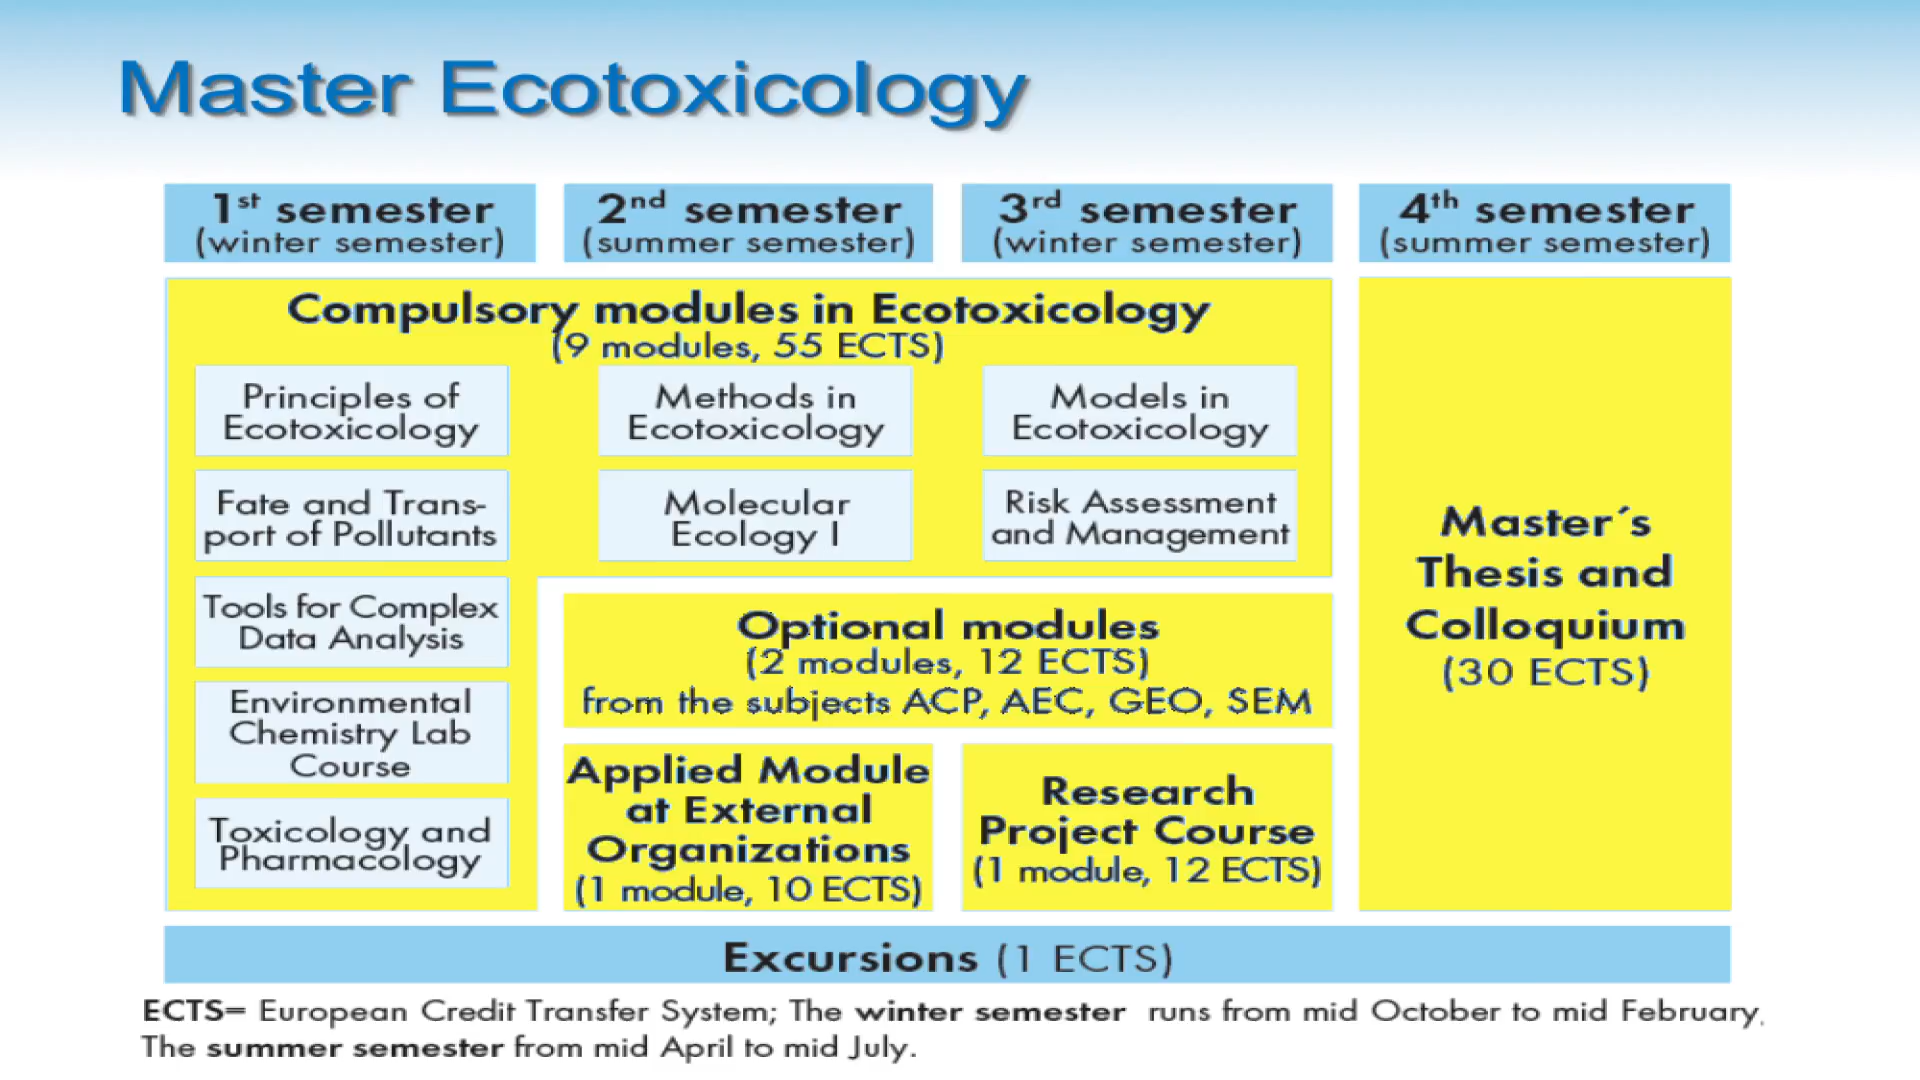 Master Ecotoxicology
1st semester
(winter semester)
2nd semester
(summer semester)
3rd semester
(winter semester)
4th semester
(summer semester)
Compulsory modules in Ecotoxicology
(9 modules, 55 ECTS)
Principles of
Ecotoxicology
Fate and Trans-
port of Pollutants
Tools for Complex
Data Analysis
Environmental
Chemistry Lab
Course
Toxicology and
Pharmacology
Methods in
Ecotoxicology
Molecular
Ecology I
Models in
Ecotoxicology
Risk Assessment
and Management
Optional modules
(2 modules, 12 ECTS)
from the subjects ACP, AEC, GEO, SEM
Applied Module
at External
Organizations
(1 module, 10 ECTS)
Research
Project Course
(1 module, 12 ECTS)
Master´s
Thesis and
Colloquium
(30 ECTS)
Excursions (1 ECTS)
ECTS= European Credit Transfer System; The winter semester runs from mid October to mid February.
The summer semester from mid April to mid July.